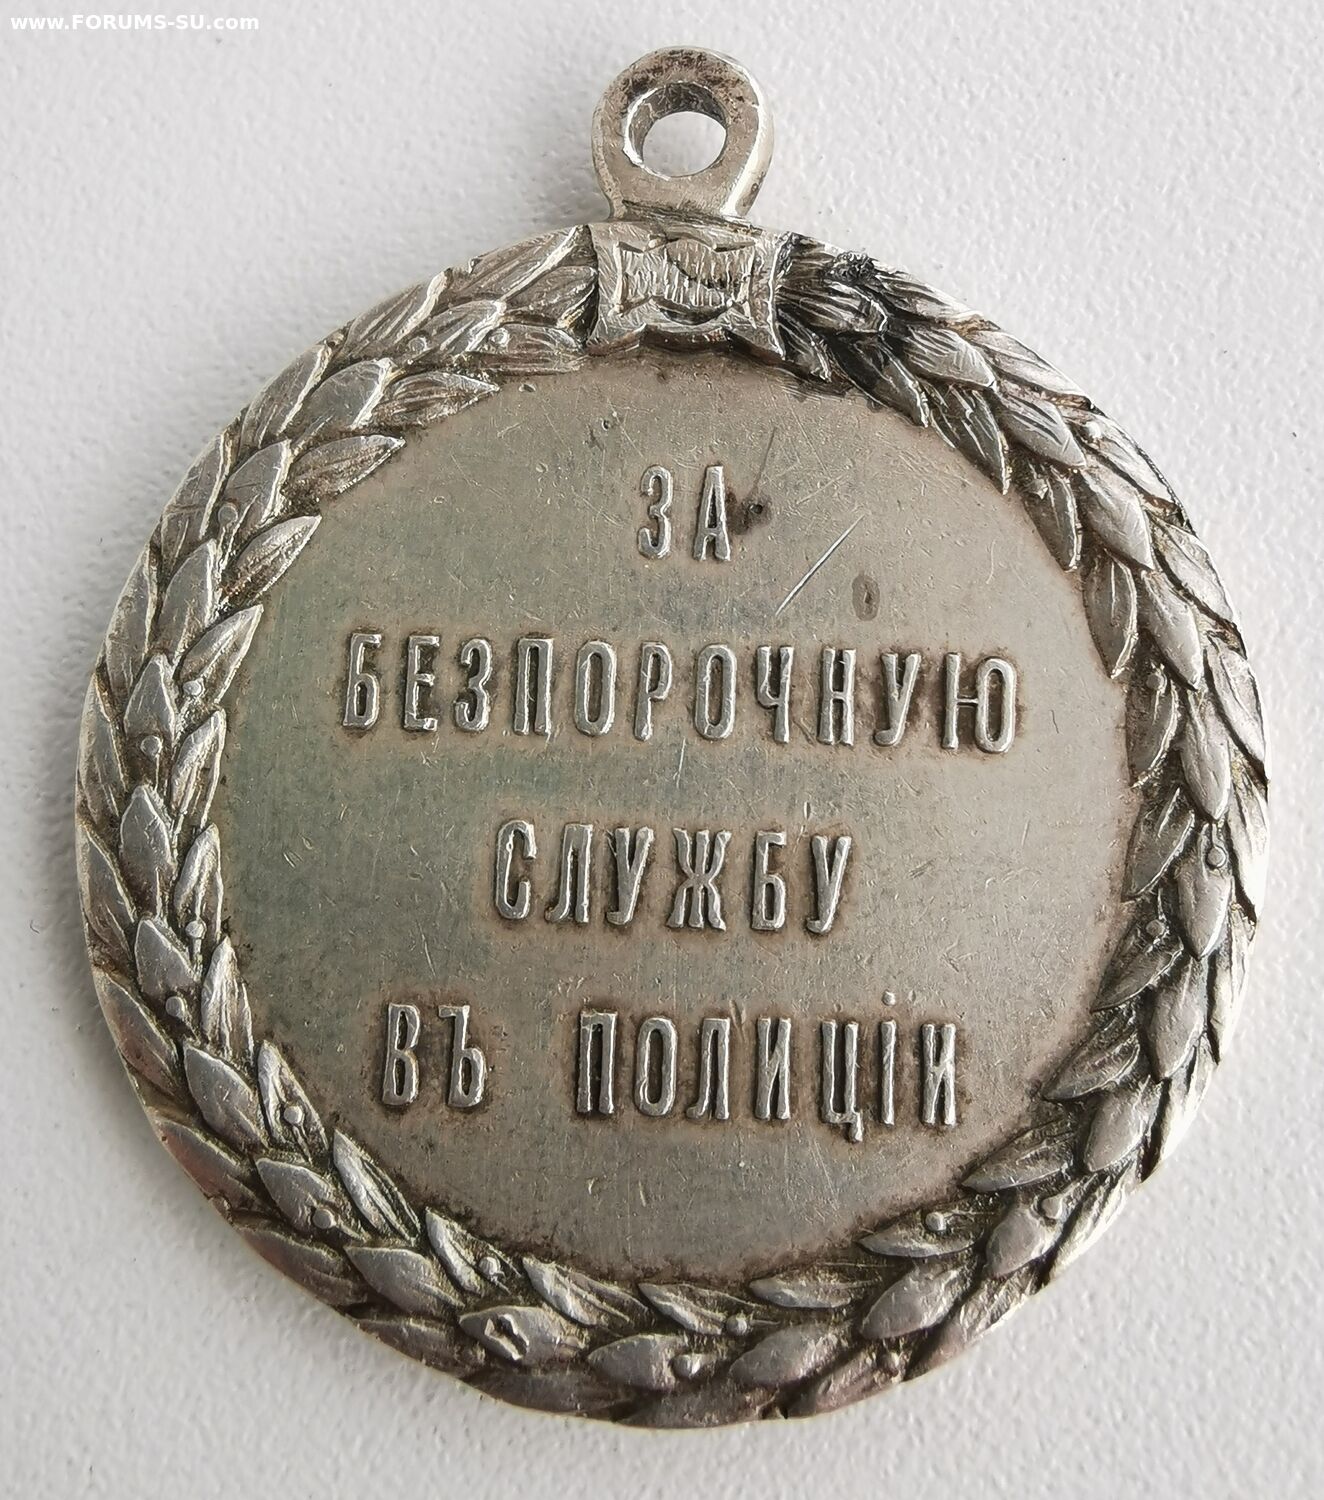 www.FORUMS-SU.com
ЗА
БЕЗПОРОЧНУЮ
СЛУЖБУ
ВЪ ПОЛИЦІИ